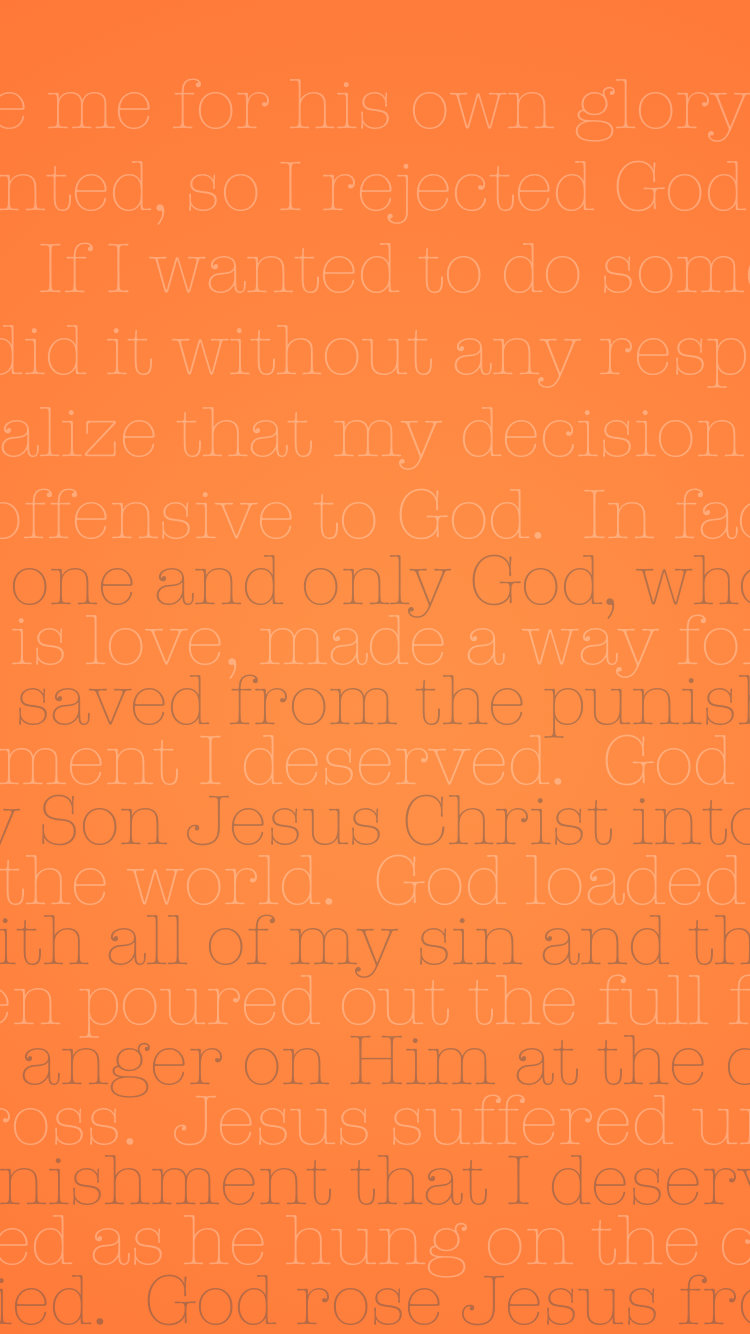 e me for his own glory
nted, so I rejected God
If I wanted to do som
did it without any resp
alize that my decision
offensive to God. In fac
one and only God, who
is love, made a way fo
saved from the punish
ment I deserved. God
y Son Jesus Christ into
the world. God loaded
ith all of my sin and th
en poured out the full f
anger on Him at the c
ross. Jesus suffered un
nishment that I deserv
ed as he hung on the c
ied. God rose Jesus fro